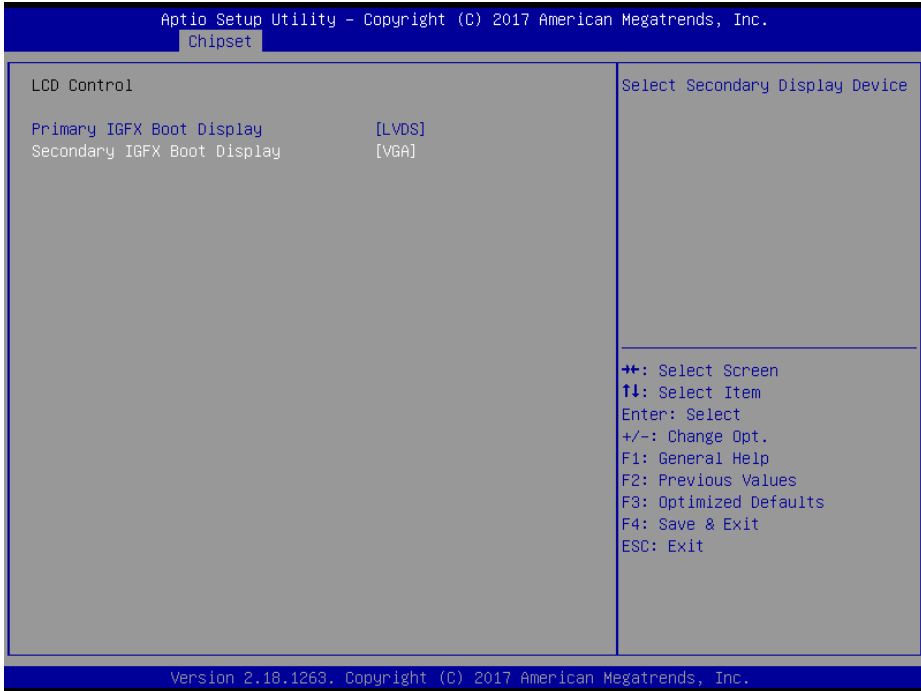 Aptio Setup Utility – Copyright (C) 2017 American Megatrends, Inc.
Chipset
LCD Control
Primary IGFX Boot Display [LVDS]
Secondary IGFX Boot Display [VGA]
Select Secondary Display Device
→←: Select Screen
↑↓: Select Item
Enter: Select
+/-: Change Opt.
F1: General Help
F2: Previous Values
F3: Optimized Defaults
F4: Save & Exit
ESC: Exit
Version 2.18.1263. Copyright (C) 2017 American Megatrends, Inc.